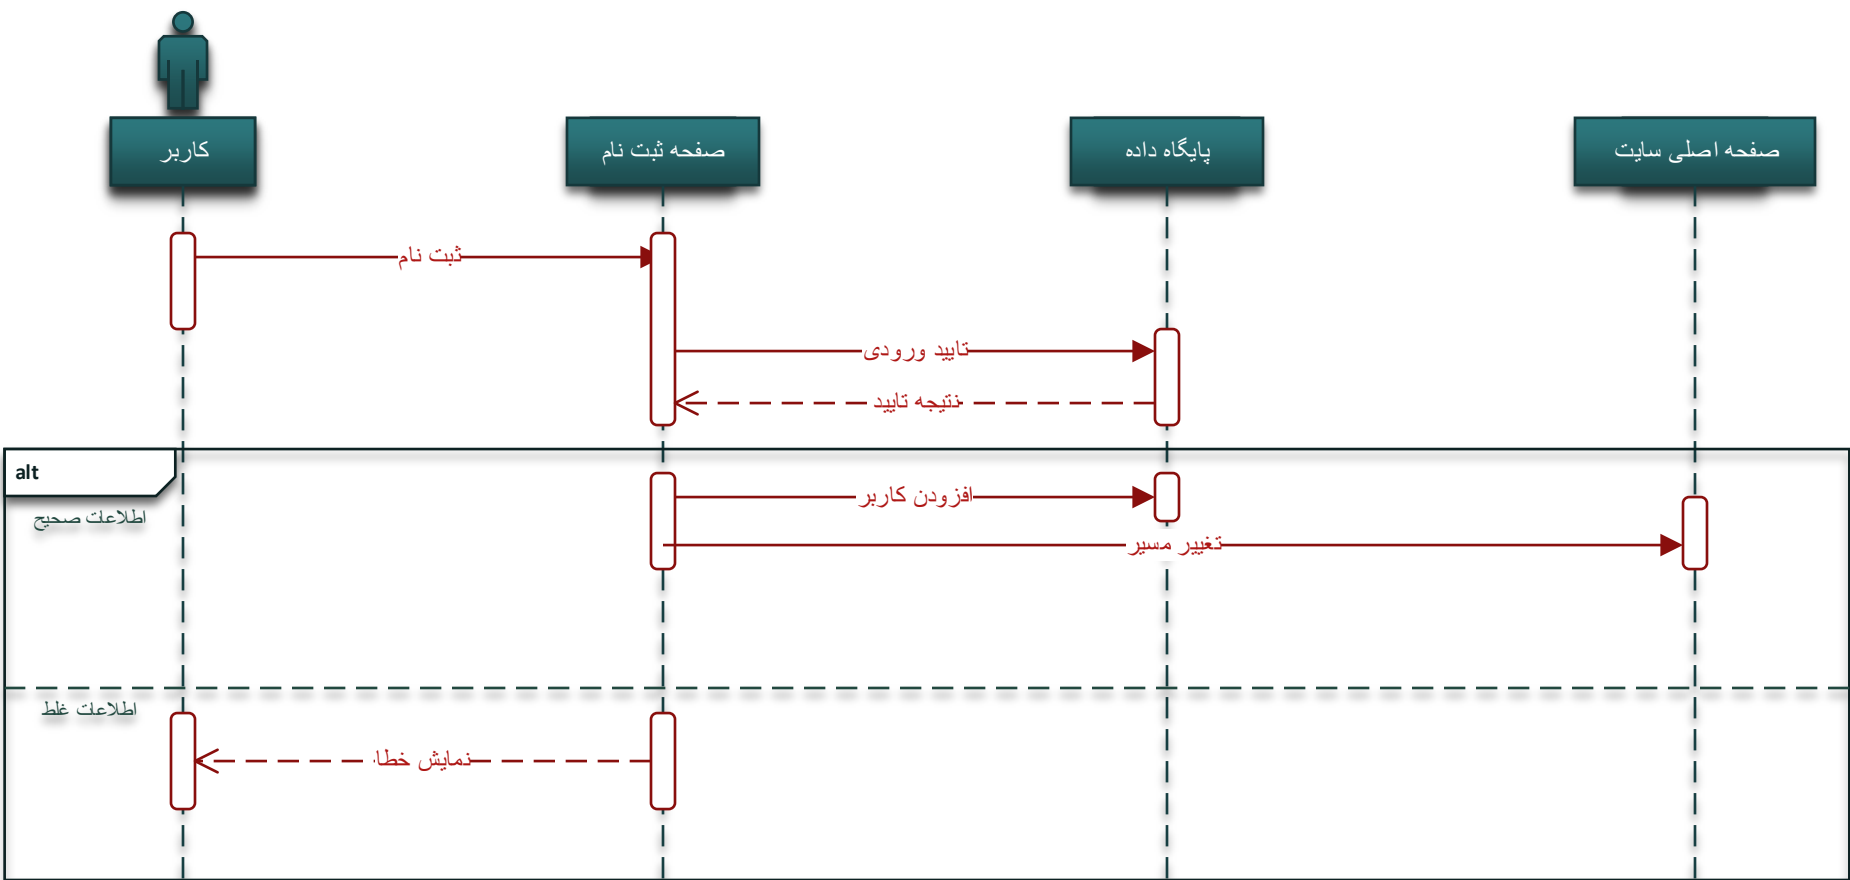 کاربر
صفحه ثبت نام
پایگاه داده
صفحه اصلی سایت
ثبت نام
تایید ورودی
نتیجه تایید
alt
اطلاعات صحیح
افزودن کاربر
تغییر مسیر
اطلاعات غلط
نمایش خطا